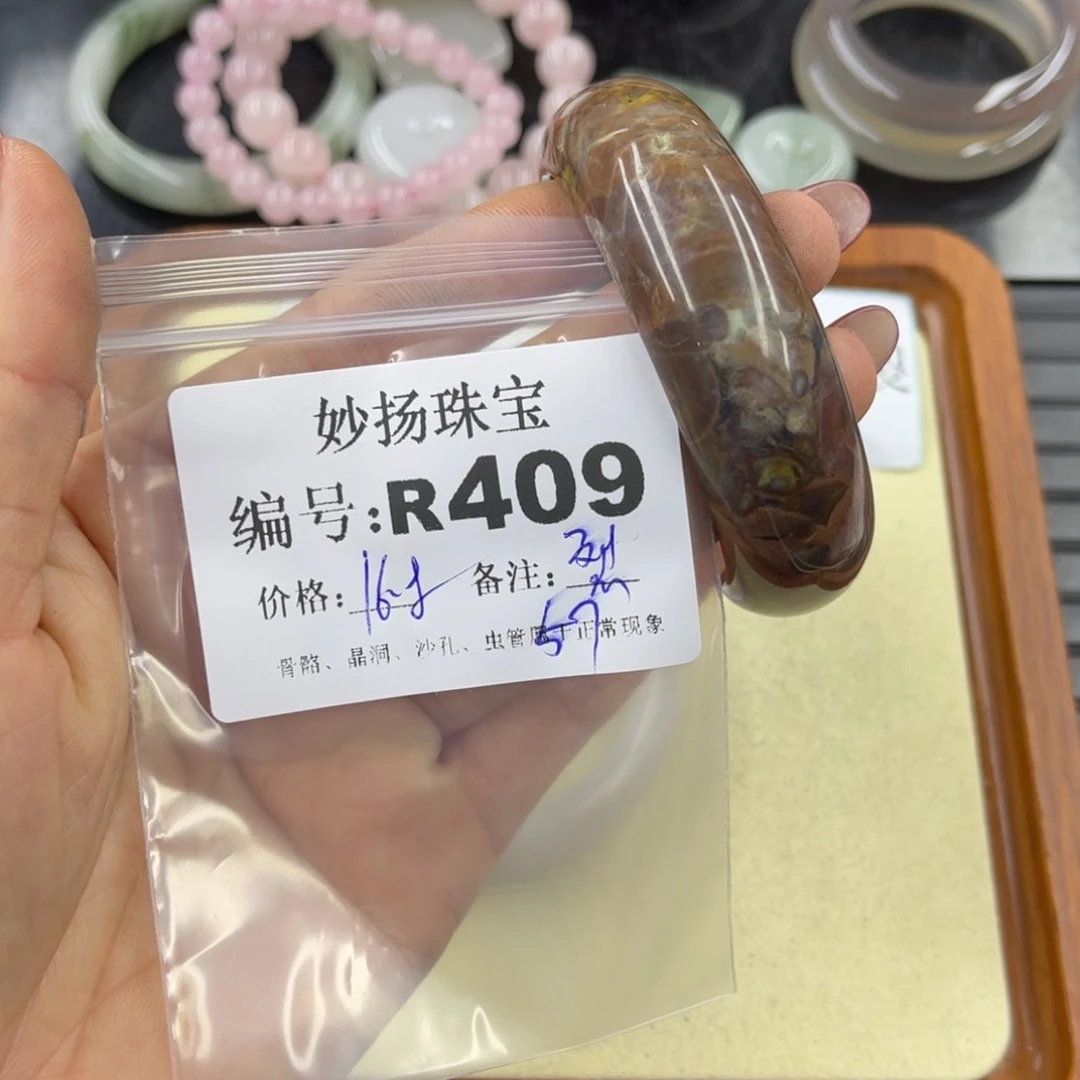 妙扬珠宝
编号:R409
价格: 备注:
57
骨骼、晶洞、沙孔、虫管属于正常现象